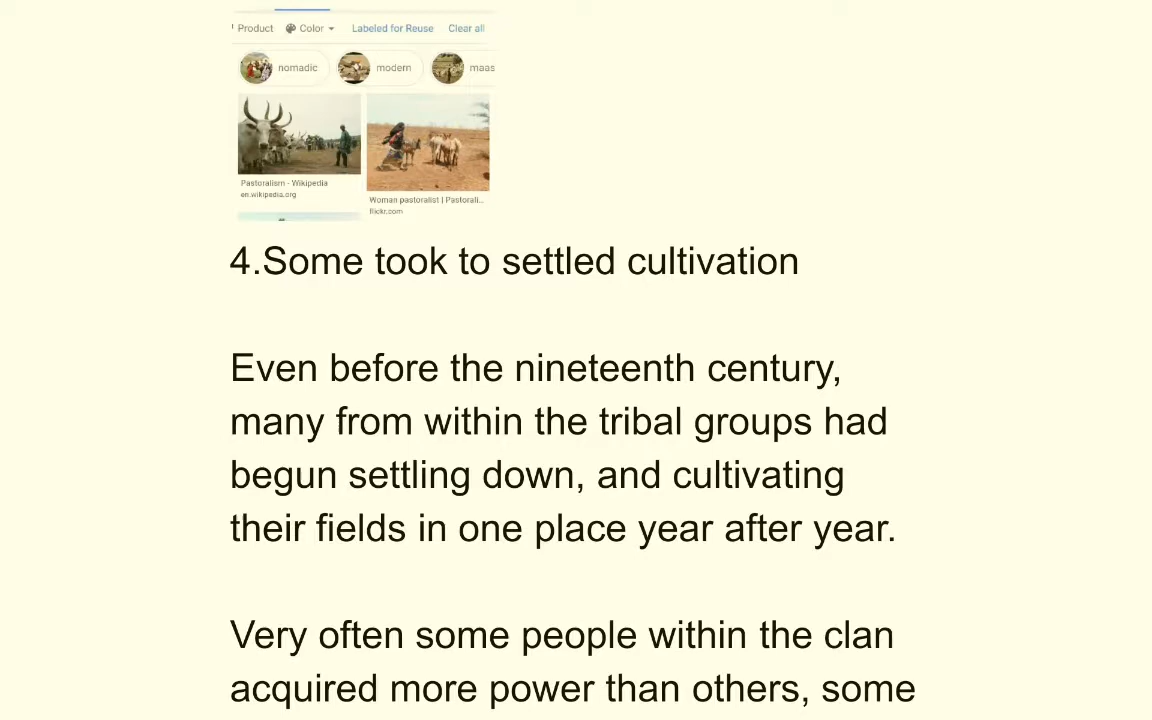 Product Color Labeled for Reuse Clear all
nomadic modern maas
Pastoralism - Wikipedia
en.wikipedia.org
Woman pastoralist | Pastorali...
flickr.com
4.Some took to settled cultivation
Even before the nineteenth century,
many from within the tribal groups had
begun settling down, and cultivating
their fields in one place year after year.
Very often some people within the clan
acquired more power than others, some